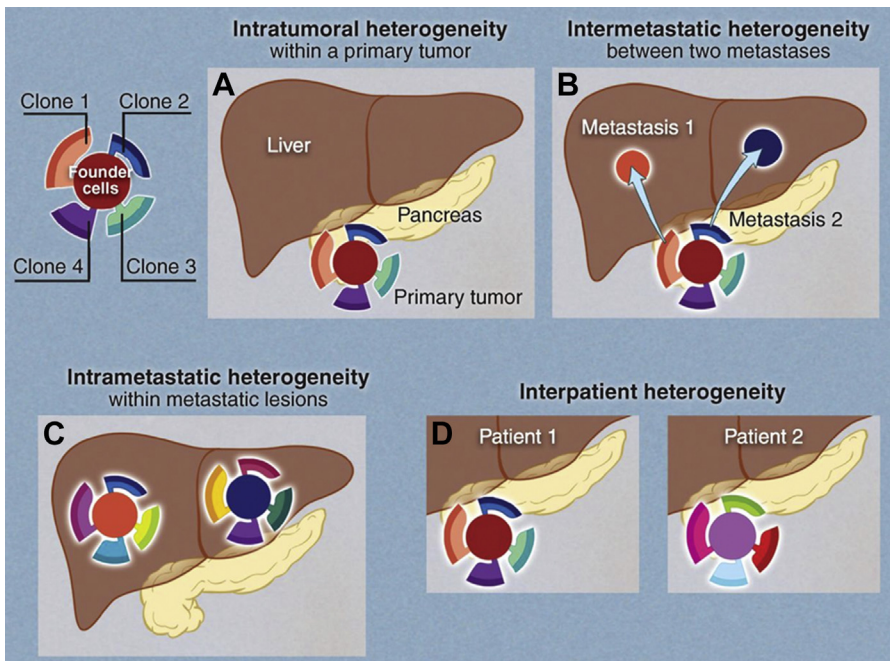 Clone 1
Clone 2
Founder
cells
Clone 4
Clone 3
Intratumoral heterogeneity
within a primary tumor
A
Liver
Pancreas
Primary tumor
Intermetastatic heterogeneity
between two metastases
B
Metastasis 1
Metastasis 2
Intrametastatic heterogeneity
within metastatic lesions
C
Interpatient heterogeneity
D
Patient 1
Patient 2